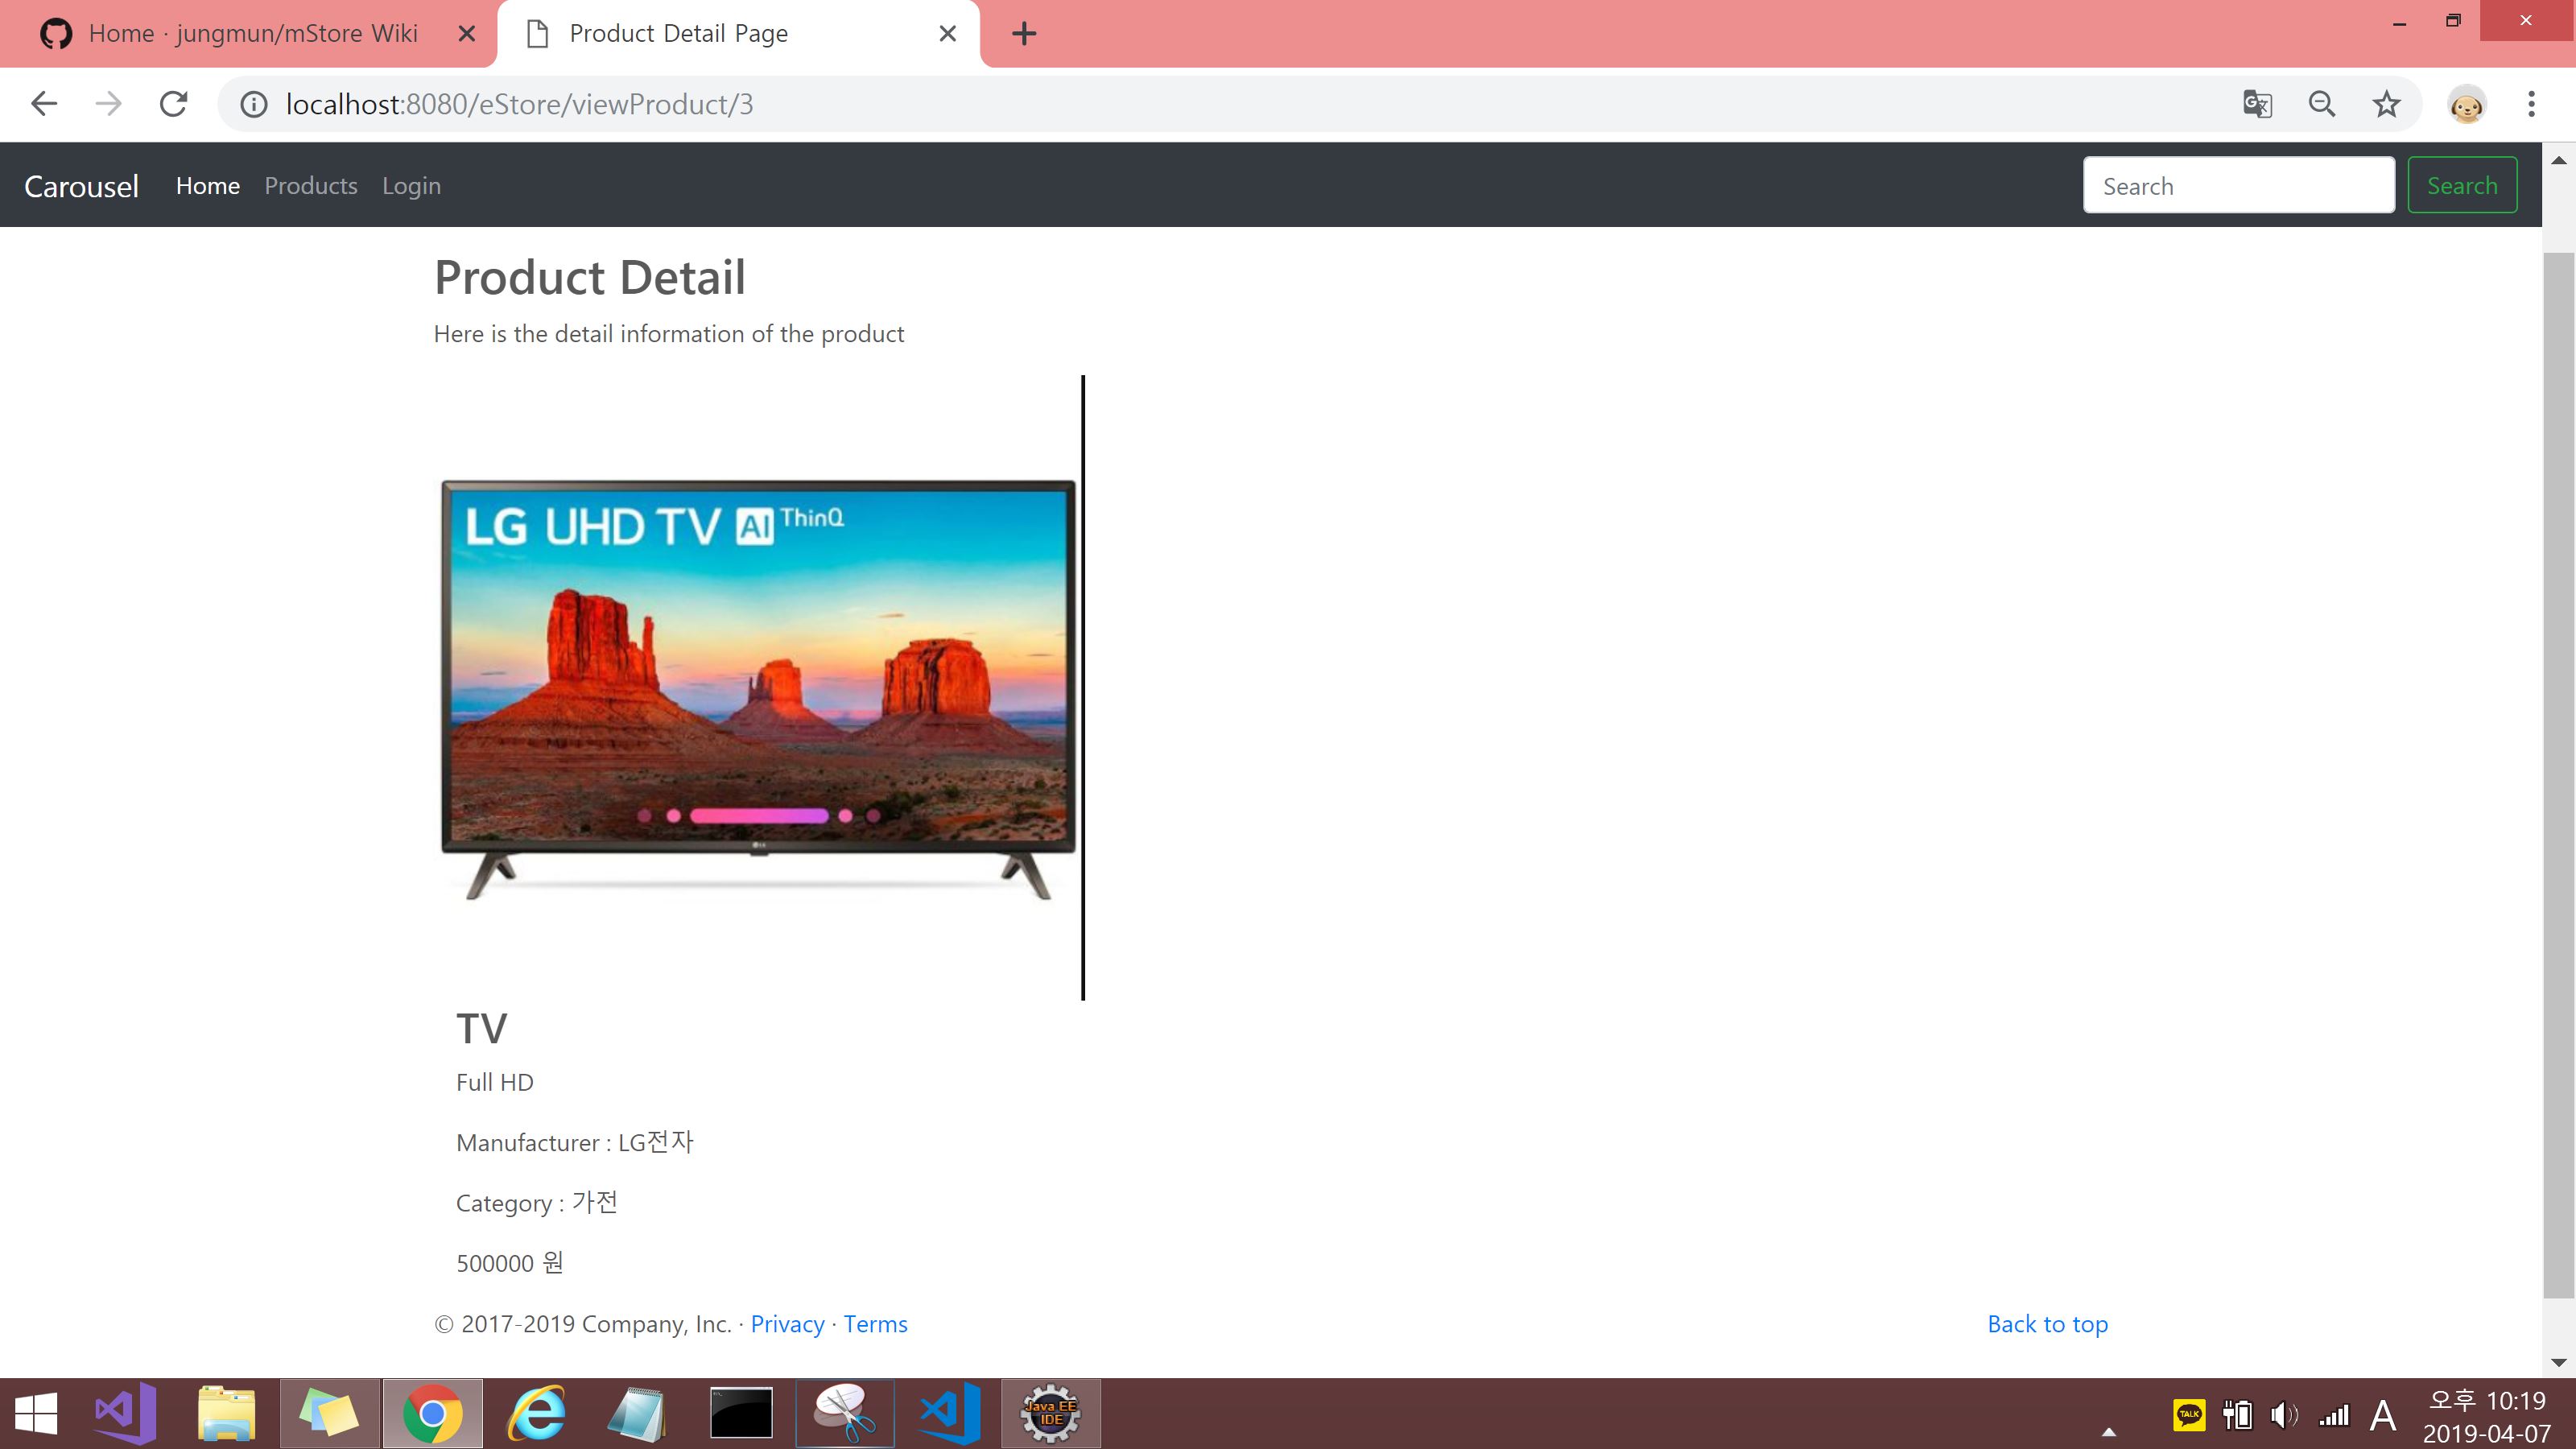 Home · jungmun/mStore Wiki
Product Detail Page
localhost:8080/eStore/viewProduct/3
Carousel Home Products Login Search Search
Product Detail
Here is the detail information of the product
LG UHD TV AI ThinQ
TV
Full HD
Manufacturer : LG전자
Category : 가전
500000 원
© 2017-2019 Company, Inc. · Privacy · Terms Back to top
Java EE
IDE
TALK
A
오후 10:19
2019-04-07